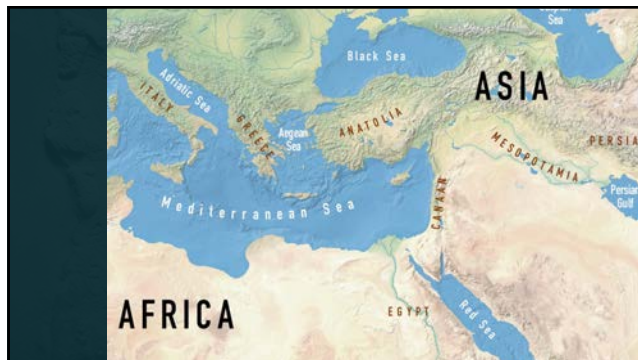 Black Sea
Sea
ASIA
Adriatic Sea
ITALY
GREECE
Aegean
Sea
ANATOLIA
MESOPOTAMIA
PERSIA
Persian
Gulf
Mediterranean Sea
CANAAN
AFRICA
EGYPT
Red Sea